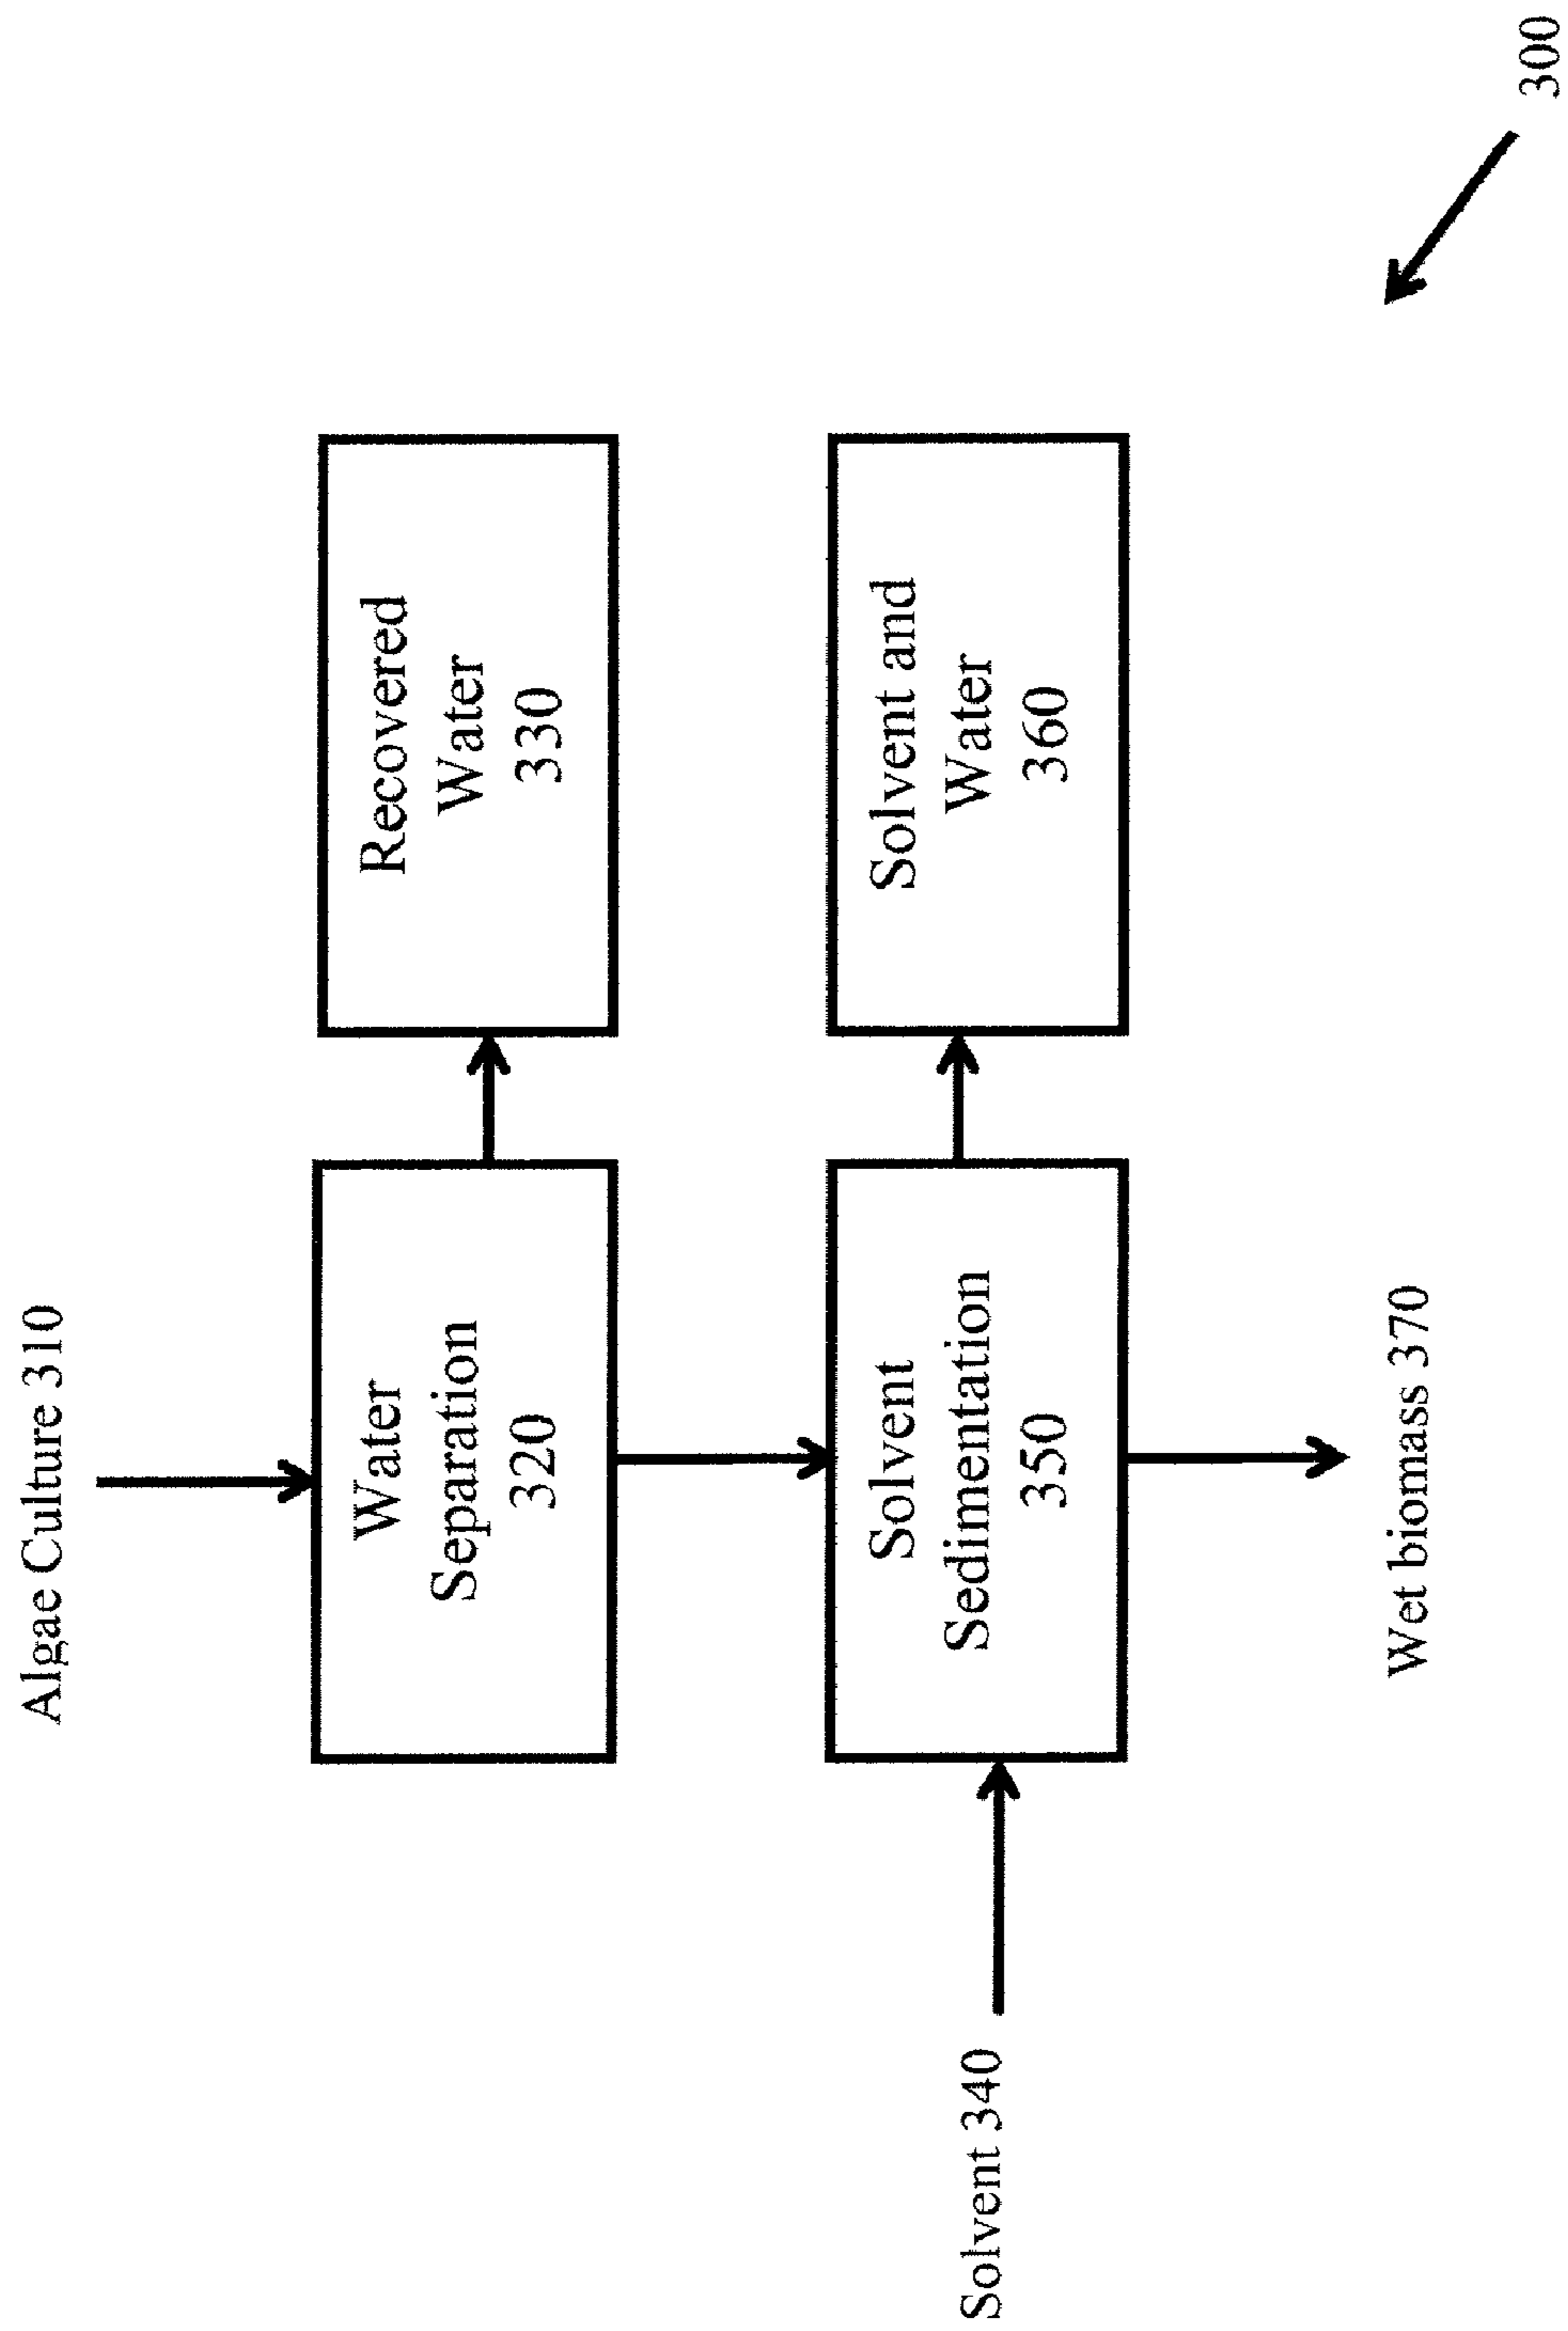 Algae Culture 310
Water
Separation
320
Recovered
Water
330
Solvent 340
Solvent
Sedimentation
350
Solvent and
Water
360
Wet biomass 370
300